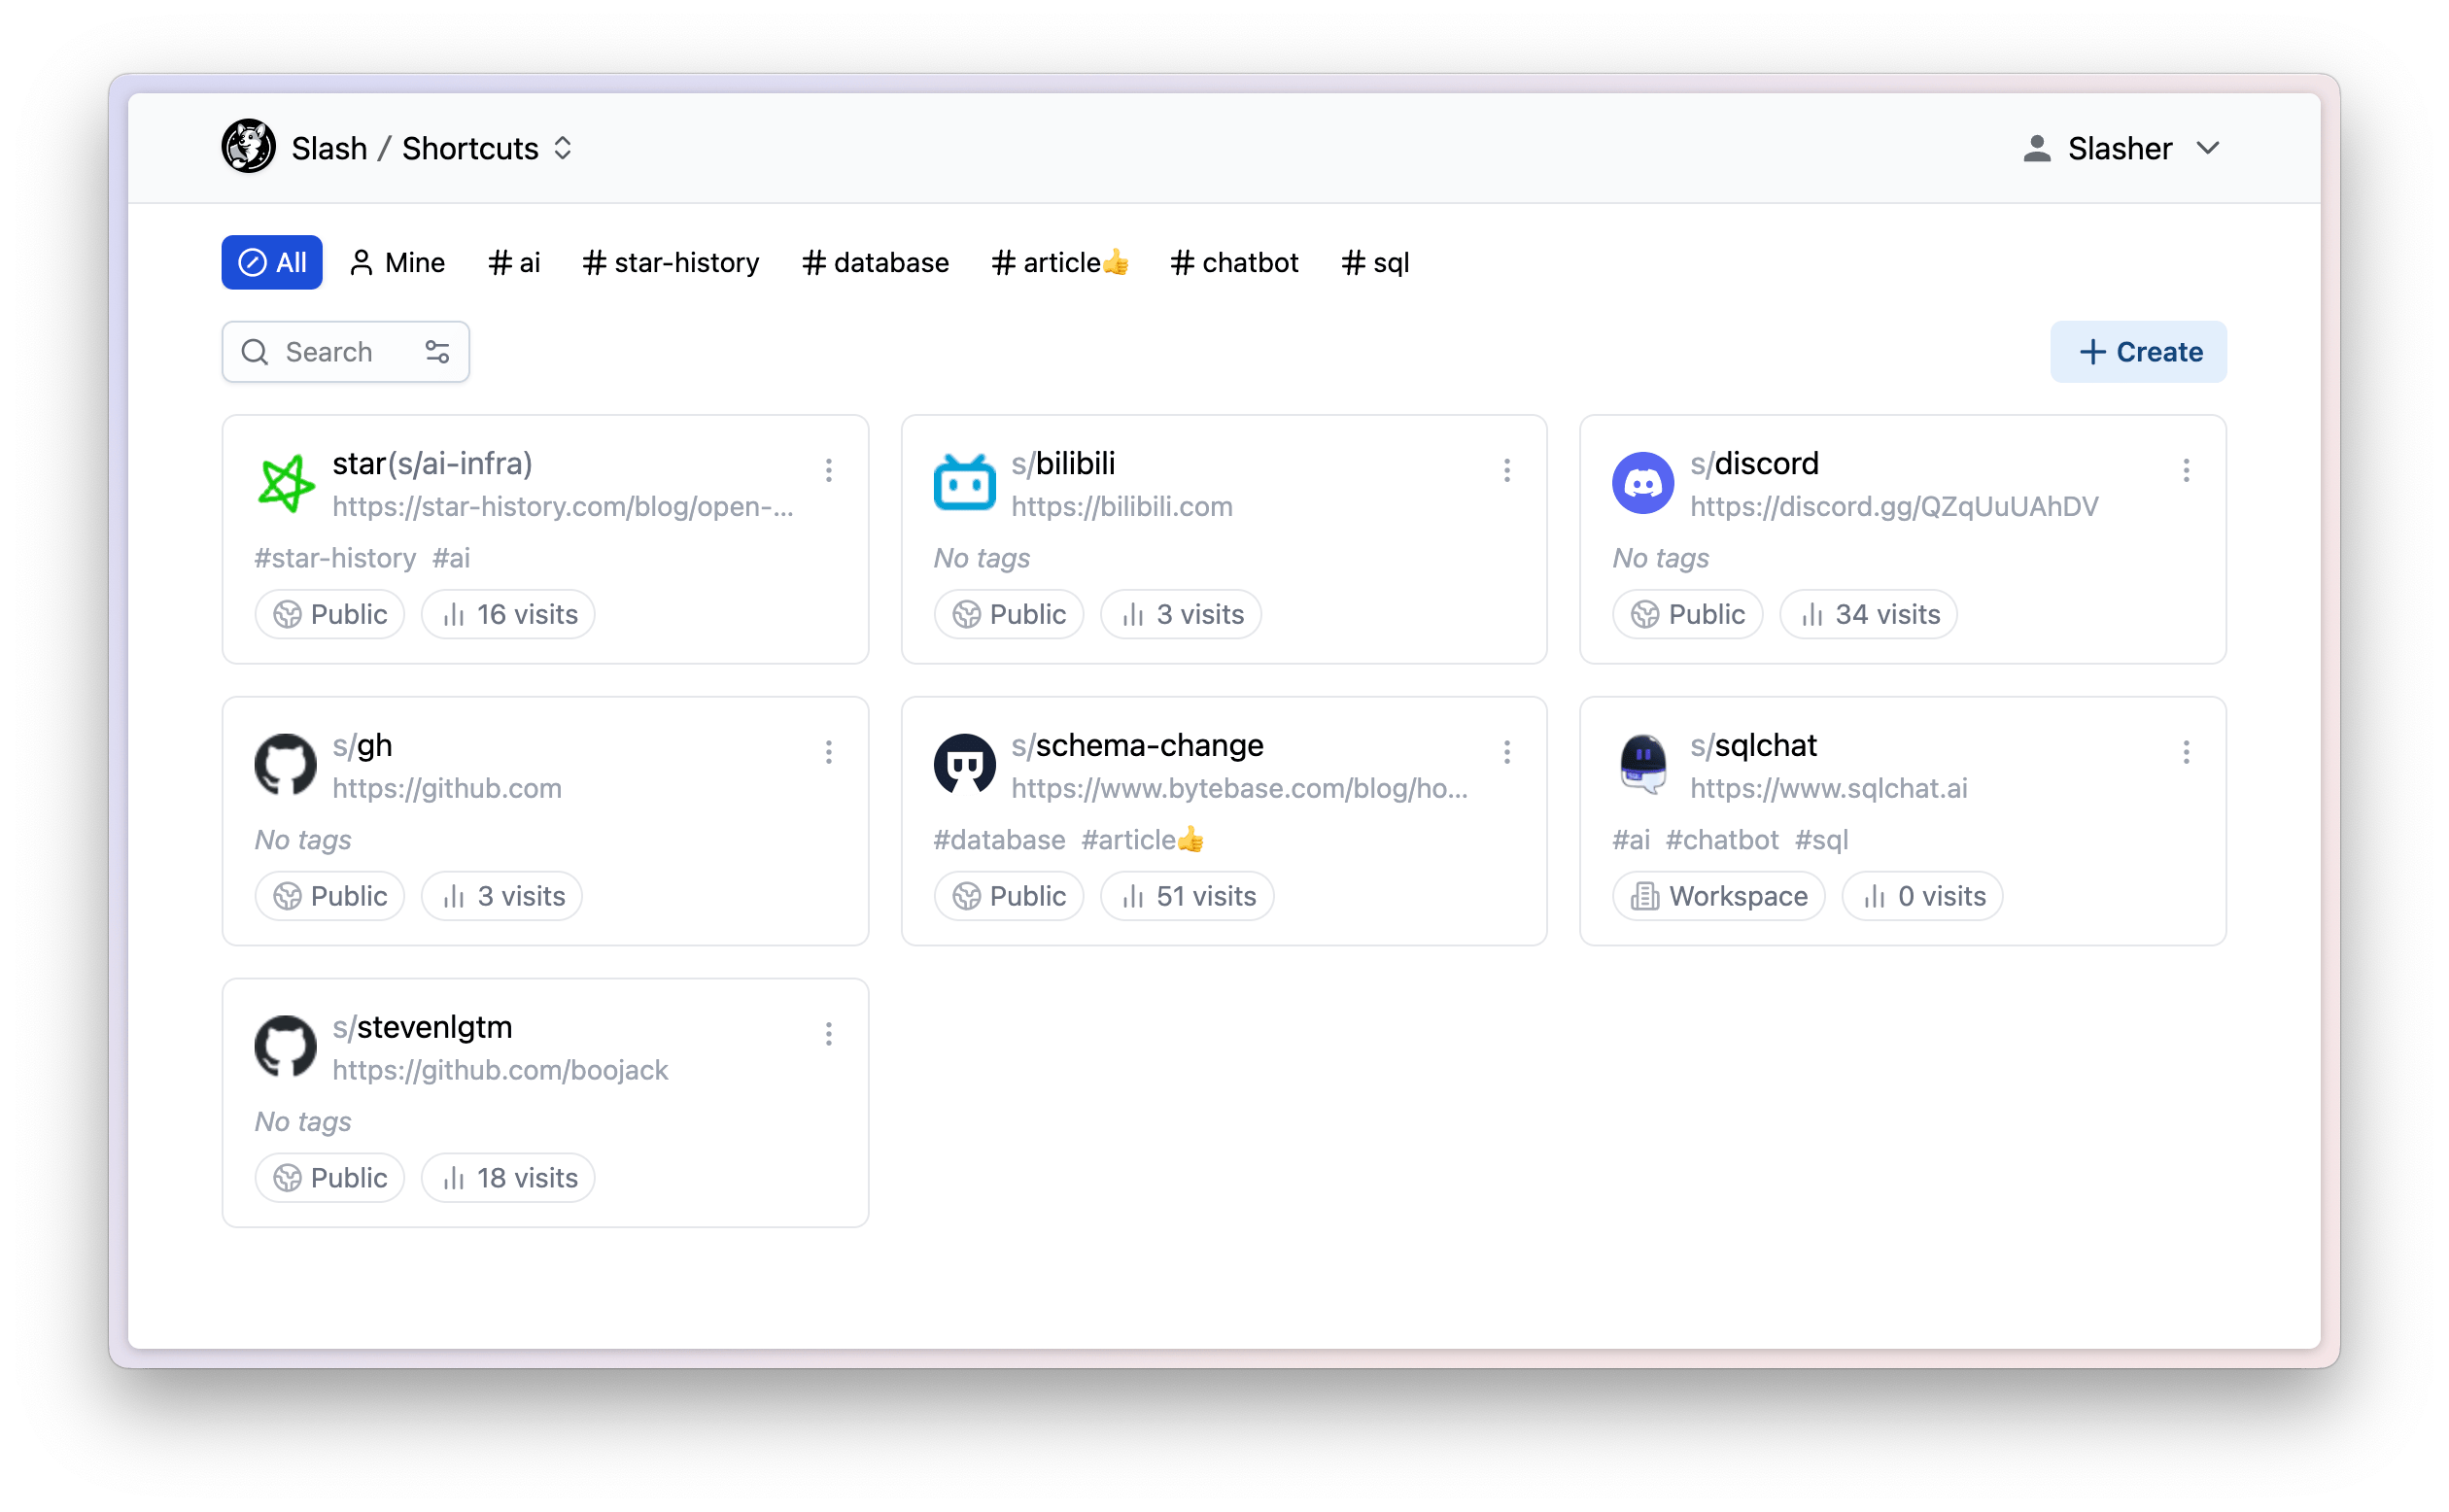 Slash / Shortcuts
Slasher
All Mine # ai # star-history # database # article👍 # chatbot # sql
Search
+ Create
star(s/ai-infra)
https://star-history.com/blog/open-...
#star-history #ai
Public 16 visits
s/bilibili
https://bilibili.com
No tags
Public 3 visits
s/discord
https://discord.gg/QZqUuUAhDV
No tags
Public 34 visits
s/gh
https://github.com
No tags
Public 3 visits
s/schema-change
https://www.bytebase.com/blog/ho...
#database #article👍
Public 51 visits
s/sqlchat
https://www.sqlchat.ai
#ai #chatbot #sql
Workspace 0 visits
s/stevenlgtm
https://github.com/boojack
No tags
Public 18 visits